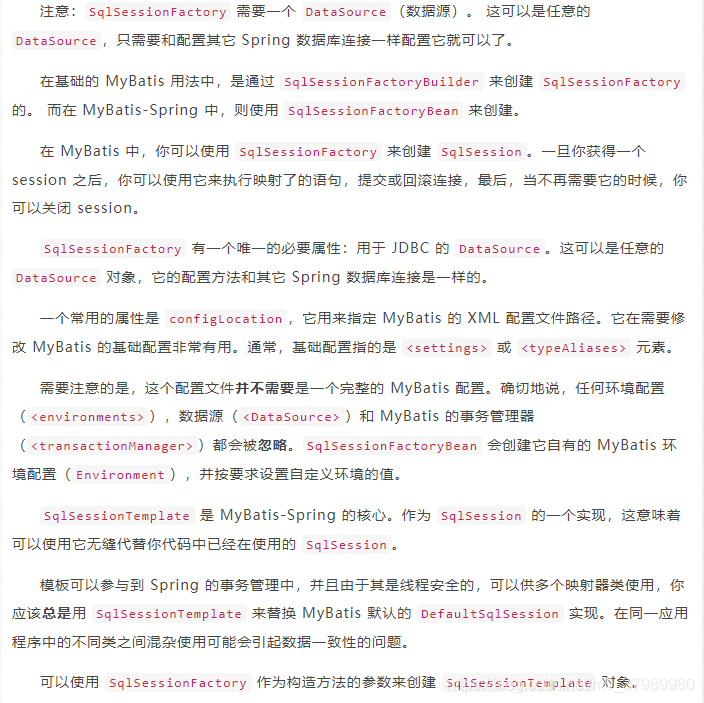 注意：SqlSessionFactory 需要一个 DataSource（数据源）。 这可以是任意的
DataSource，只需要和配置其它 Spring 数据库连接一样配置它就可以了。
在基础的 MyBatis 用法中，是通过 SqlSessionFactoryBuilder 来创建 SqlSessionFactory
的。 而在 MyBatis-Spring 中，则使用 SqlSessionFactoryBean 来创建。
在 MyBatis 中，你可以使用 SqlSessionFactory 来创建 SqlSession。一旦你获得一个
session 之后，你可以使用它来执行映射了的语句，提交或回滚连接，最后，当不再需要它的时候，你
可以关闭 session。
SqlSessionFactory 有一个唯一的必要属性：用于 JDBC 的 DataSource。这可以是任意的
DataSource 对象，它的配置方法和其它 Spring 数据库连接是一样的。
一个常用的属性是 configLocation，它用来指定 MyBatis 的 XML 配置文件路径。它在需要修
改 MyBatis 的基础配置非常有用。通常，基础配置指的是 <settings> 或 <typeAliases> 元素。
需要注意的是，这个配置文件并不需要是一个完整的 MyBatis 配置。确切地说，任何环境配置
（<environments>），数据源（<DataSource>）和 MyBatis 的事务管理器
（<transactionManager>）都会被忽略。SqlSessionFactoryBean 会创建它自有的 MyBatis 环
境配置（Environment），并按要求设置自定义环境的值。
SqlSessionTemplate 是 MyBatis-Spring 的核心。作为 SqlSession 的一个实现，这意味着
可以使用它无缝代替你代码中已经在使用的 SqlSession。
模板可以参与到 Spring 的事务管理中，并且由于其是线程安全的，可以供多个映射器类使用，你
应该总是用 SqlSessionTemplate 来替换 MyBatis 默认的 DefaultSqlSession 实现。在同一应用
程序中的不同类之间混杂使用可能会引起数据一致性的问题。
可以使用 SqlSessionFactory 作为构造方法的参数来创建 SqlSessionTemplate 对象。